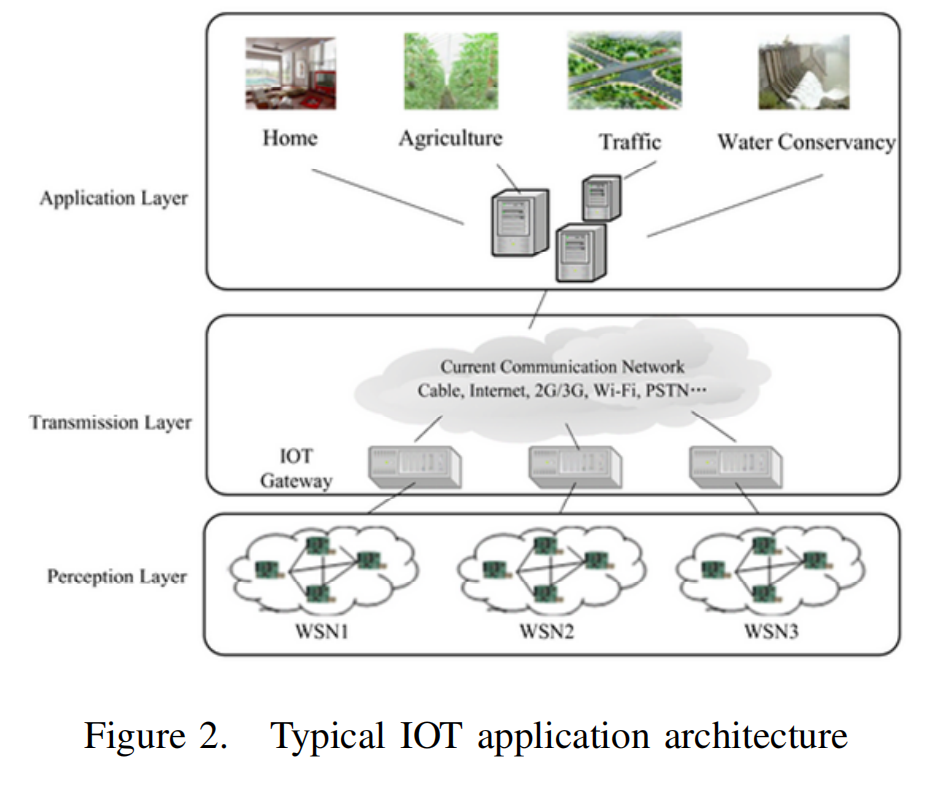 Home
Agriculture
Traffic
Water Conservancy
Application Layer
Current Communication Network
Cable, Internet, 2G/3G, Wi-Fi, PSTN⋯
Transmission Layer
IOT
Gateway
Perception Layer
WSN1
WSN2
WSN3
Figure 2. Typical IOT application architecture